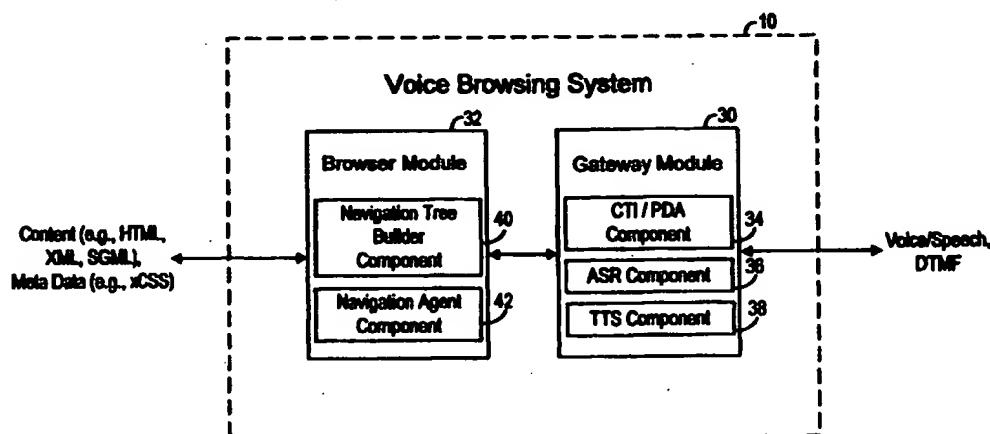 10
Voice Browsing System
32
30
Browser Module
Gateway Module
Navigation Tree
Builder
Component
40
CTI / PDA
Component
34
Content (e.g., HTML,
XML, SGML),
Meta Data (e.g., xCSS)
Voice/Speech,
DTMF
ASR Component
36
Navigation Agent
Component
42
TTS Component
38